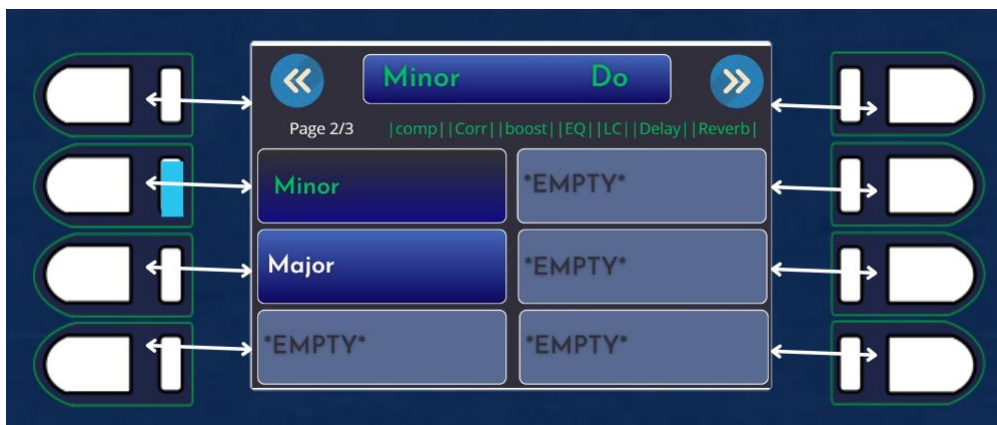 Minor Do
Page 2/3 |comp||Corr||boost||EQ||LC||Delay||Reverb|
Minor *EMPTY*
Major *EMPTY*
*EMPTY* *EMPTY*